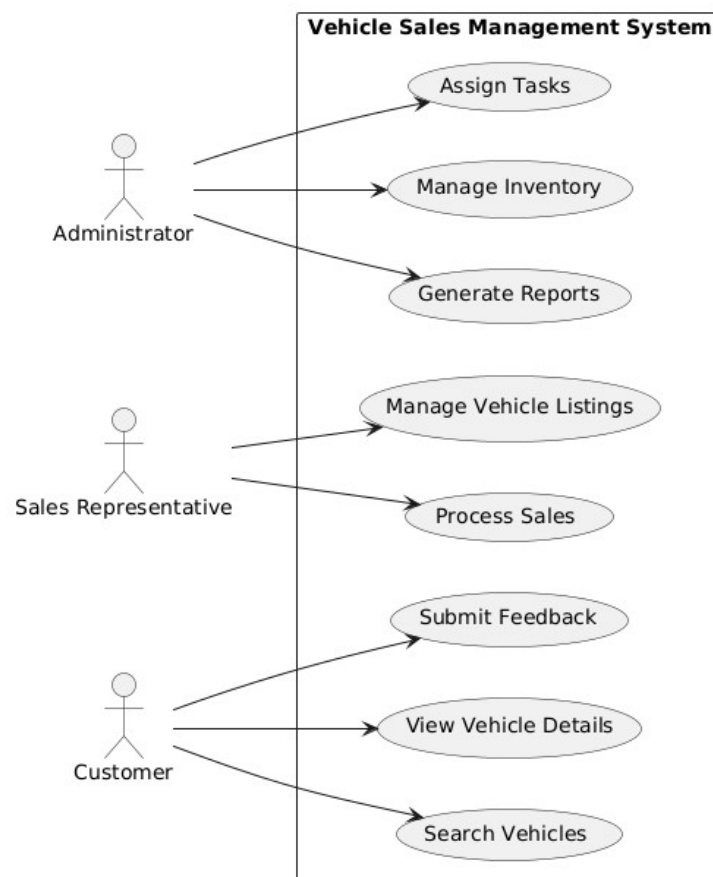 Vehicle Sales Management System
Assign Tasks
Manage Inventory
Administrator
Generate Reports
Manage Vehicle Listings
Sales Representative
Process Sales
Submit Feedback
View Vehicle Details
Customer
Search Vehicles